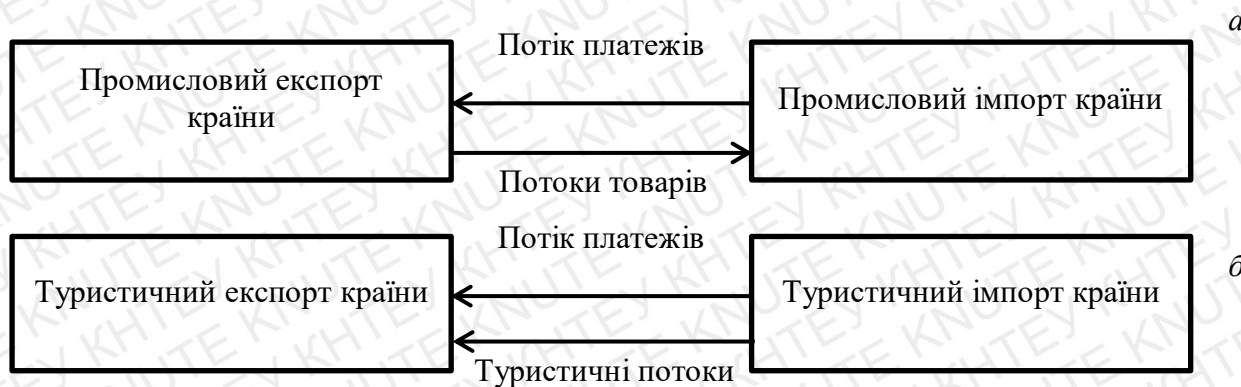 а
Потік платежів
Промисловий експорт
країни
Промисловий імпорт країни
Потоки товарів
Потік платежів
б
Туристичний експорт країни
Туристичний імпорт країни
Туристичні потоки